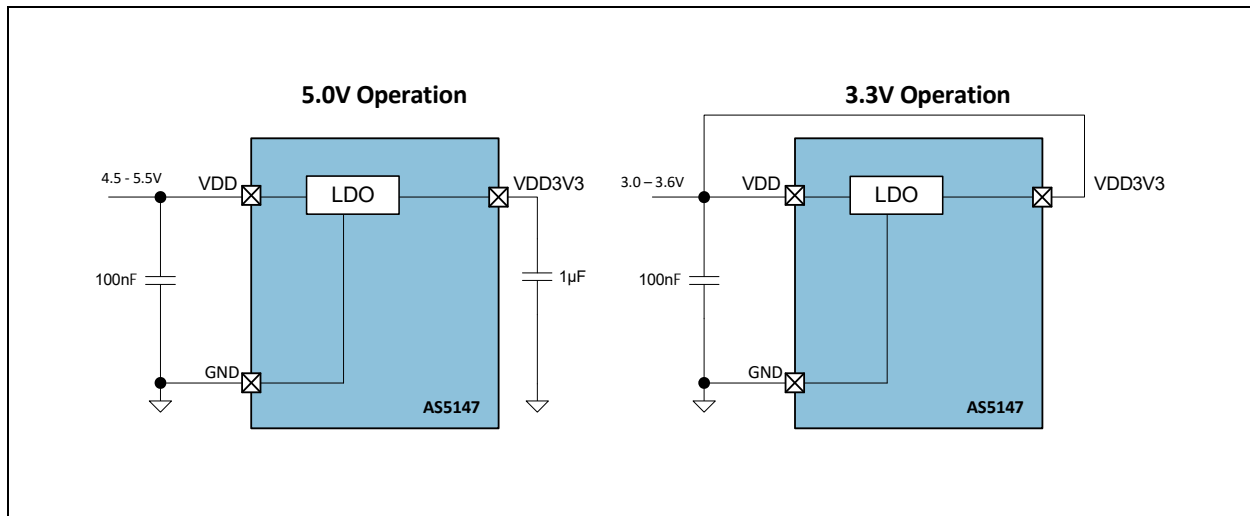 5.0V Operation
4.5 - 5.5V
VDD
LDO
VDD3V3
100nF
1µF
GND
AS5147
3.3V Operation
3.0 – 3.6V
VDD
LDO
VDD3V3
100nF
GND
AS5147